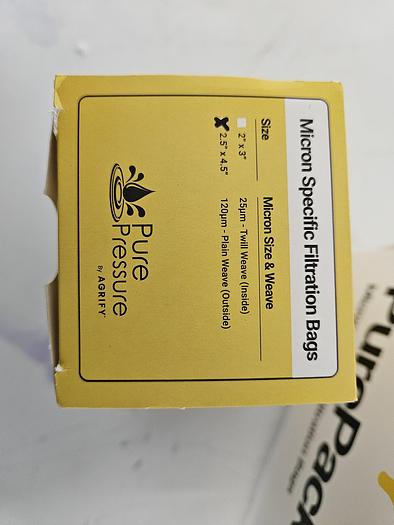 Micron Specific Filtration Bags
Size
2" x 3"
2.5" x 4.5"
Micron Size & Weave
25µm - Twill Weave (Inside)
120µm - Plain Weave (Outside)
Pure
Pressure
By AGRIFY
PuroPack